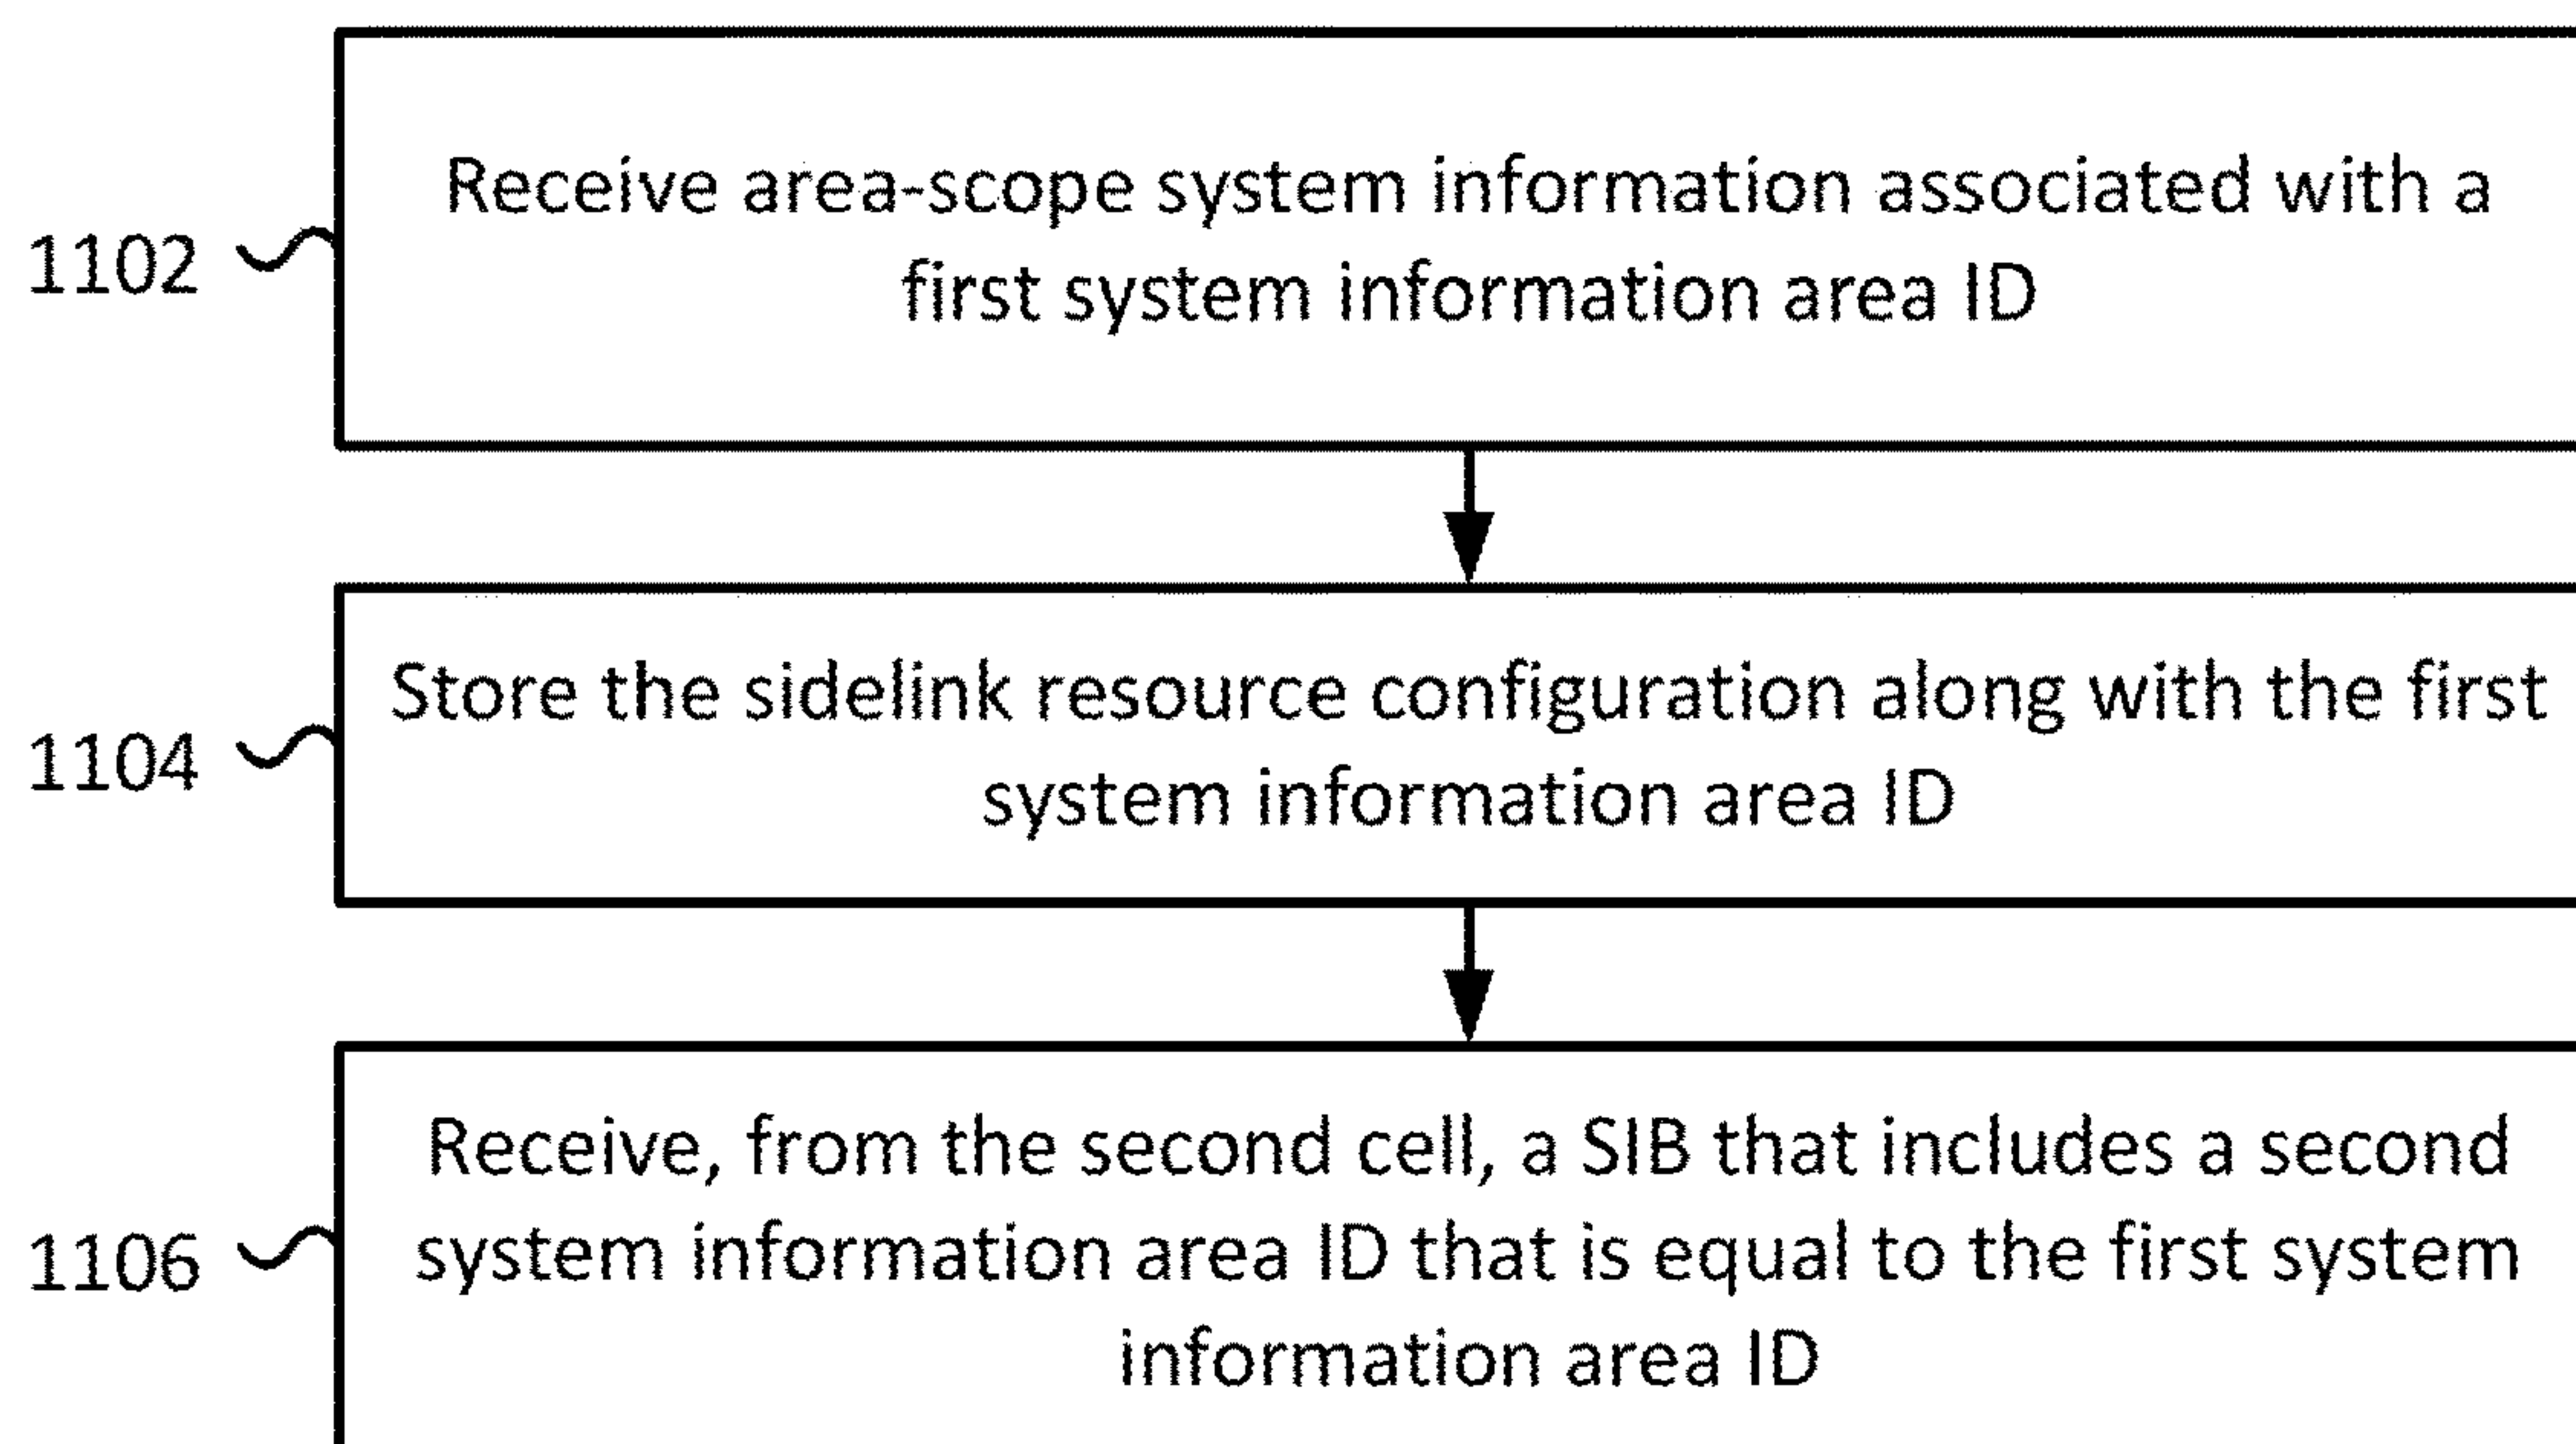 Receive area-scope system information associated with a
first system information area ID
1102
Store the sidelink resource configuration along with the first
system information area ID
1104
Receive, from the second cell, a SIB that includes a second
system information area ID that is equal to the first system
information area ID
1106